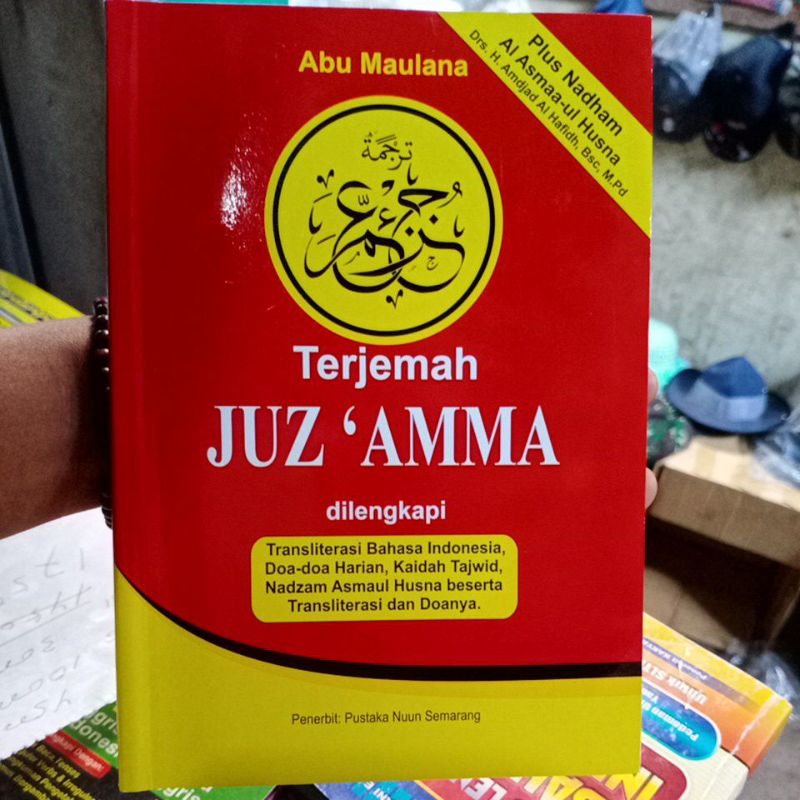 Abu Maulana
Plus Nadham
Al Asmaa-ul Husna
Drs. H. Amdjad Al Hafidh, Bsc, M.Pd
ترجمة
جزء عم
Terjemah
JUZ ‘AMMA
dilengkapi
Transliterasi Bahasa Indonesia,
Doa-doa Harian, Kaidah Tajwid,
Nadzam Asmaul Husna beserta
Transliterasi dan Doanya.
Penerbit: Pustaka Nuun Semarang